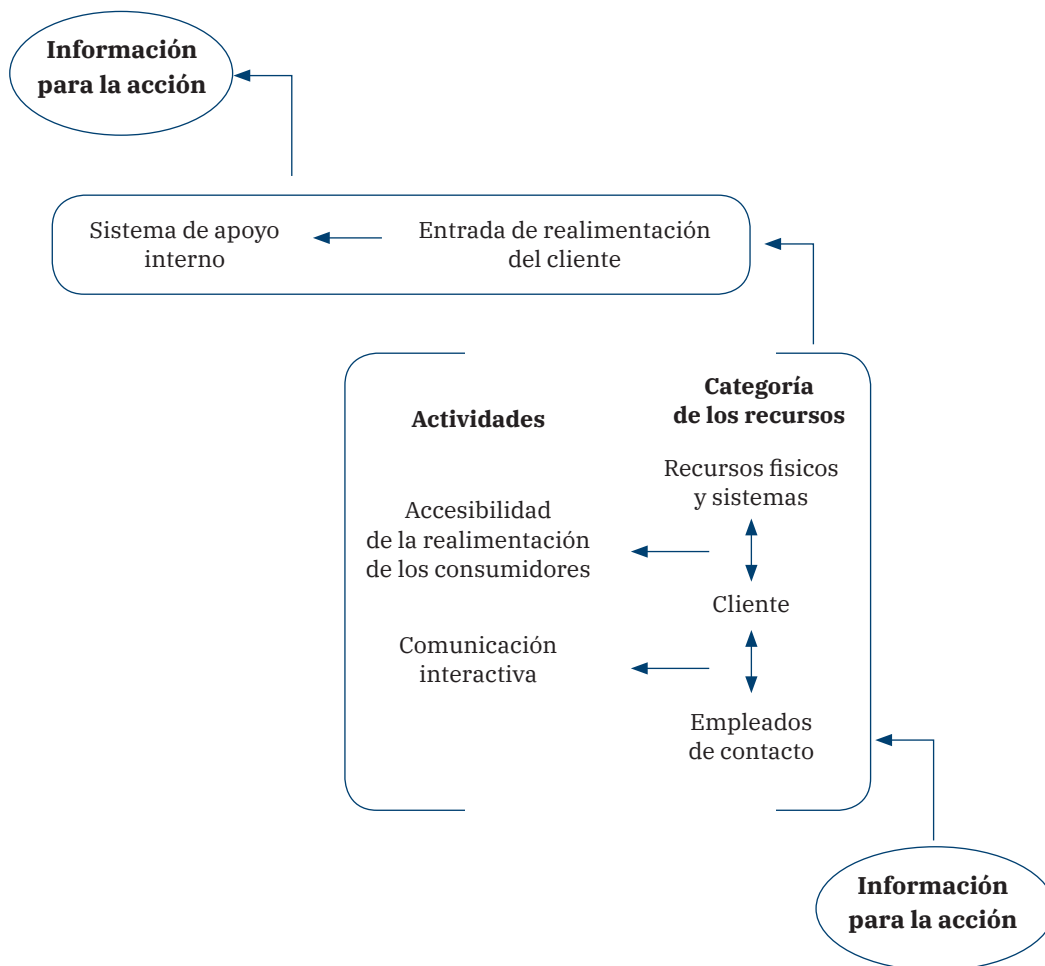 Información
para la acción
Sistema de apoyo
interno
Entrada de realimentación
del cliente
Actividades
Categoría
de los recursos
Recursos fisicos
y sistemas
Accesibilidad
de la realimentación
de los consumidores
Cliente
Comunicación
interactiva
Empleados
de contacto
Información
para la acción